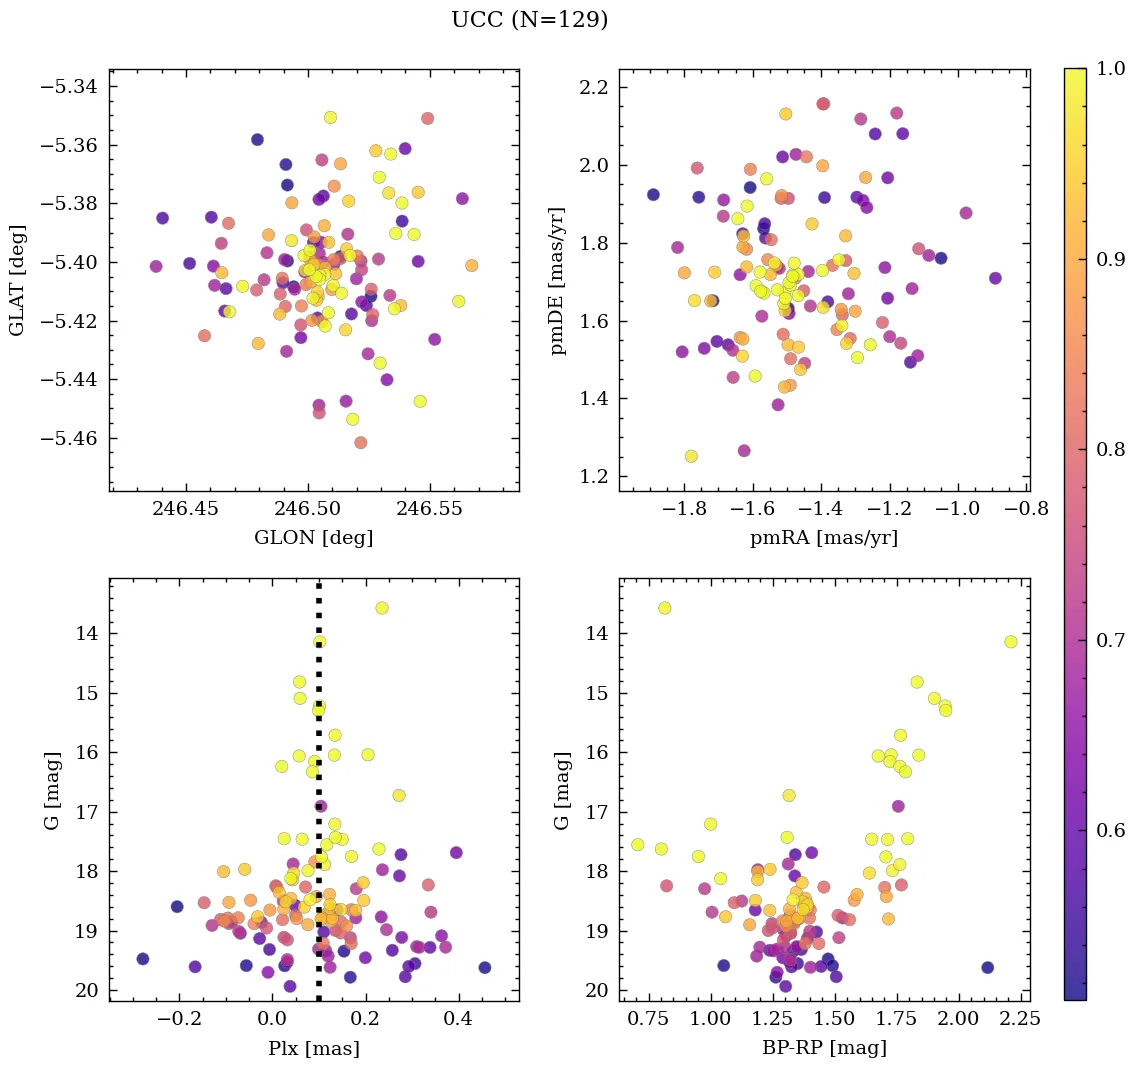 UCC (N=129)
−5.34
−5.36
−5.38
−5.40
−5.42
−5.44
−5.46
GLAT [deg]
246.45 246.50 246.55
GLON [deg]
2.2
2.0
1.8
1.6
1.4
1.2
pmDE [mas/yr]
−1.8 −1.6 −1.4 −1.2 −1.0 −0.8
pmRA [mas/yr]
1.0
0.9
0.8
0.7
0.6
14
15
16
17
18
19
20
G [mag]
−0.2 0.0 0.2 0.4
Plx [mas]
14
15
16
17
18
19
20
G [mag]
0.75 1.00 1.25 1.50 1.75 2.00 2.25
BP-RP [mag]